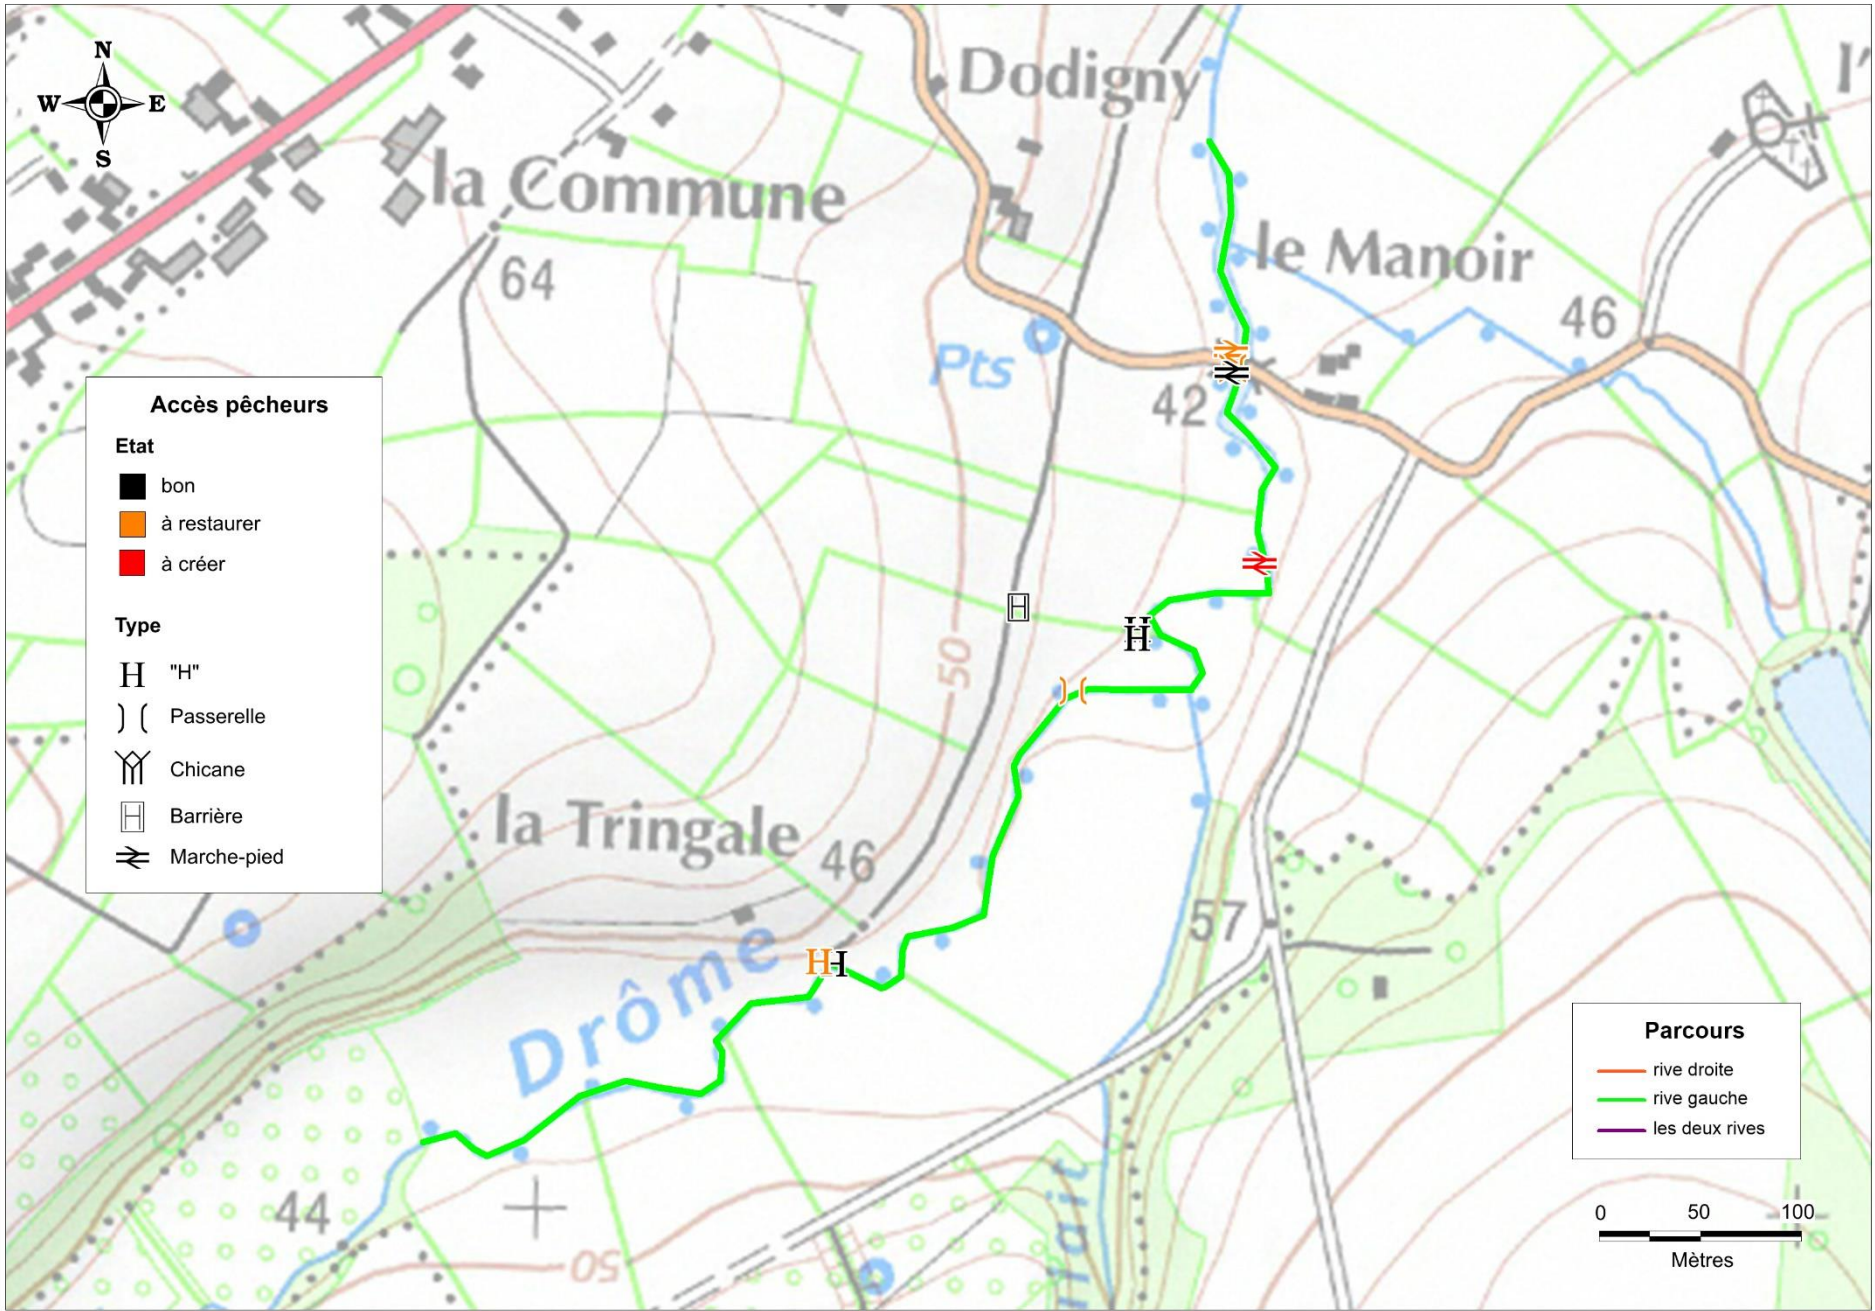 N
W E
S
Dodigny
l'
la Commune
le Manoir
64
46
Pts
42
Accès pêcheurs
Etat
bon
à restaurer
à créer
Type
H "H"
Passerelle
Chicane
Barrière
Marche-pied
H
H
50
la Tringale
46
57
H H
Drôme
Parcours
rive droite
rive gauche
les deux rives
44
50
0 50 100
Mètres